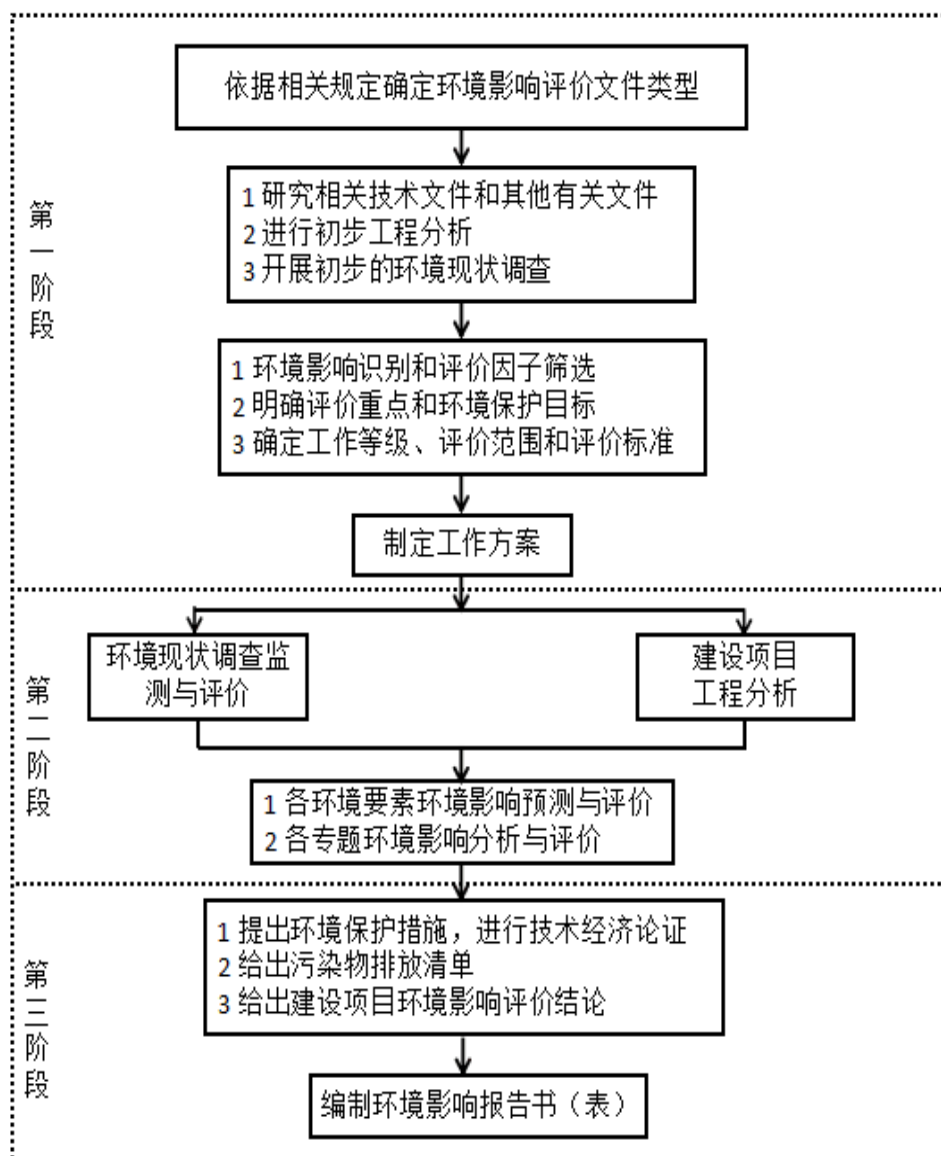 依据相关规定确定环境影响评价文件类型
1 研究相关技术文件和其他有关文件
2 进行初步工程分析
3 开展初步的环境现状调查
第一阶段
1 环境影响识别和评价因子筛选
2 明确评价重点和环境保护目标
3 确定工作等级、评价范围和评价标准
制定工作方案
第二阶段
环境现状调查监
测与评价
建设项目
工程分析
1 各环境要素环境影响预测与评价
2 各专题环境影响分析与评价
第三阶段
1 提出环境保护措施，进行技术经济论证
2 给出污染物排放清单
3 给出建设项目环境影响评价结论
编制环境影响报告书（表）